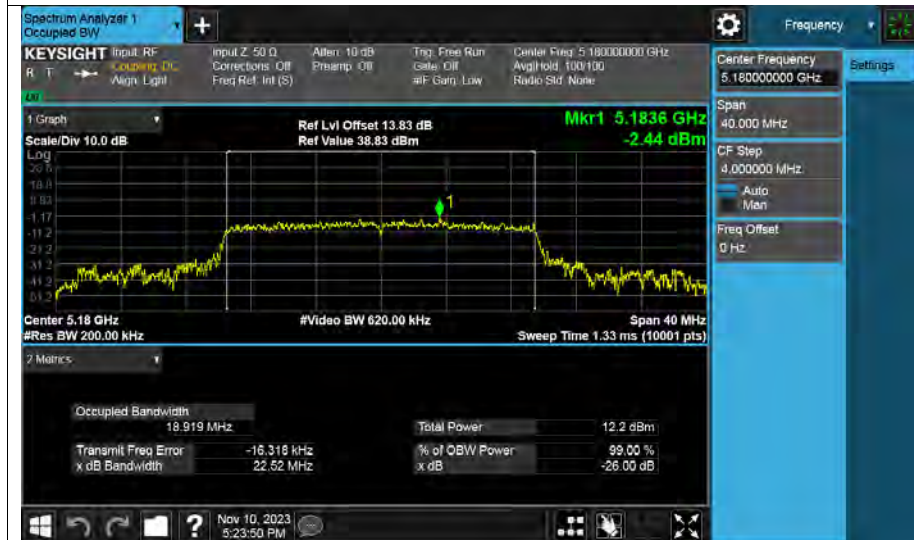 Spectrum Analyzer 1
Occupied BW
+
Frequency
KEYSIGHT
R T
Input: RF
Coupling: DC
Align: Light
Input Z: 50 Ω
Corrections: Off
Freq Ref: Int (S)
Atten: 10 dB
Preamp: Off
Trig: Free Run
Gate: Off
#IF Gain: Low
Center Freq: 5.180000000 GHz
Avg|Hold: 100/100
Radio Std: None
Center Frequency
5.180000000 GHz
Settings
Span
40.000 MHz
CF Step
4.000000 MHz
Auto
Man
Freq Offset
0 Hz
1 Graph
Scale/Div 10.0 dB
Ref Lvl Offset 13.83 dB
Ref Value 38.83 dBm
Mkr1 5.1836 GHz
-2.44 dBm
Log
18.8
8.83
-1.17
-11.2
-21.2
-31.2
-41.2
-51.2
1
Center 5.18 GHz
#Video BW 620.00 kHz
Span 40 MHz
#Res BW 200.00 kHz
Sweep Time 1.33 ms (10001 pts)
2 Metrics
Occupied Bandwidth
18.919 MHz
Total Power
12.2 dBm
Transmit Freq Error
-16.318 kHz
% of OBW Power
99.00 %
x dB Bandwidth
22.52 MHz
x dB
-26.00 dB
?
Nov 10, 2023
5:23:50 PM